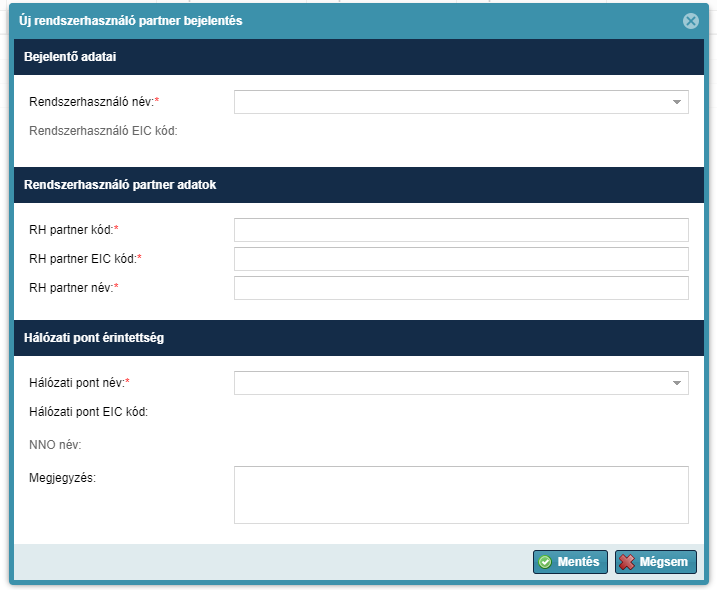 Új rendszerhasználó partner bejelentés
Bejelentő adatai
Rendszerhasználó név:*
Rendszerhasználó EIC kód:
Rendszerhasználó partner adatok
RH partner kód:*
RH partner EIC kód:*
RH partner név:*
Hálózati pont érintettség
Hálózati pont név:*
Hálózati pont EIC kód:
NNO név:
Megjegyzés:
Mentés Mégsem